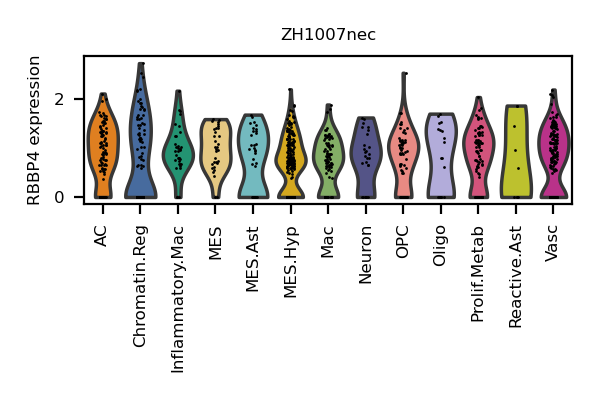 ZH1007nec
RBBP4 expression
2
0
AC
Chromatin.Reg
Inflammatory.Mac
MES
MES.Ast
MES.Hyp
Mac
Neuron
OPC
Oligo
Prolif.Metab
Reactive.Ast
Vasc